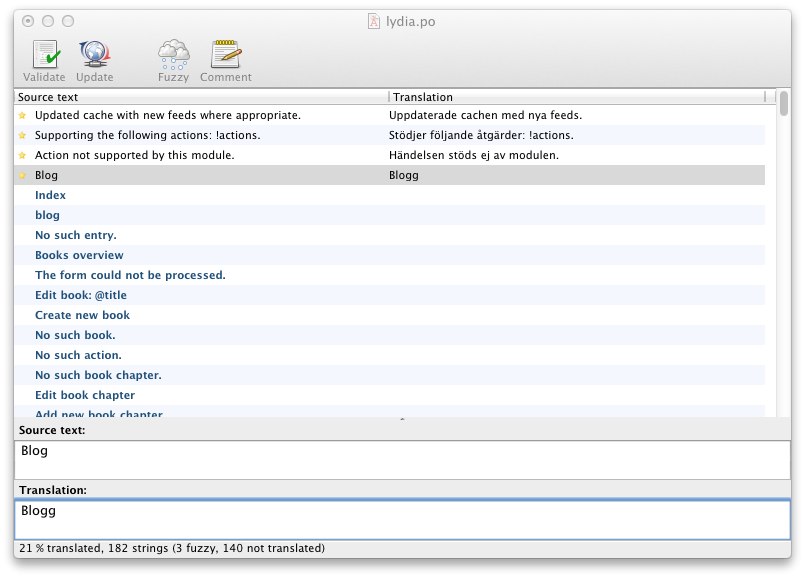 lydia.po
Validate Update Fuzzy Comment
Source text Translation
Updated cache with new feeds where appropriate. Uppdaterade cachen med nya feeds.
Supporting the following actions: !actions. Stödjer följande åtgärder: !actions.
Action not supported by this module. Händelsen stöds ej av modulen.
Blog Blogg
Index
blog
No such entry.
Books overview
The form could not be processed.
Edit book: @title
Create new book
No such book.
No such action.
No such book chapter.
Edit book chapter
Add new book chapter
Source text:
Blog
Translation:
Blogg
21 % translated, 182 strings (3 fuzzy, 140 not translated)